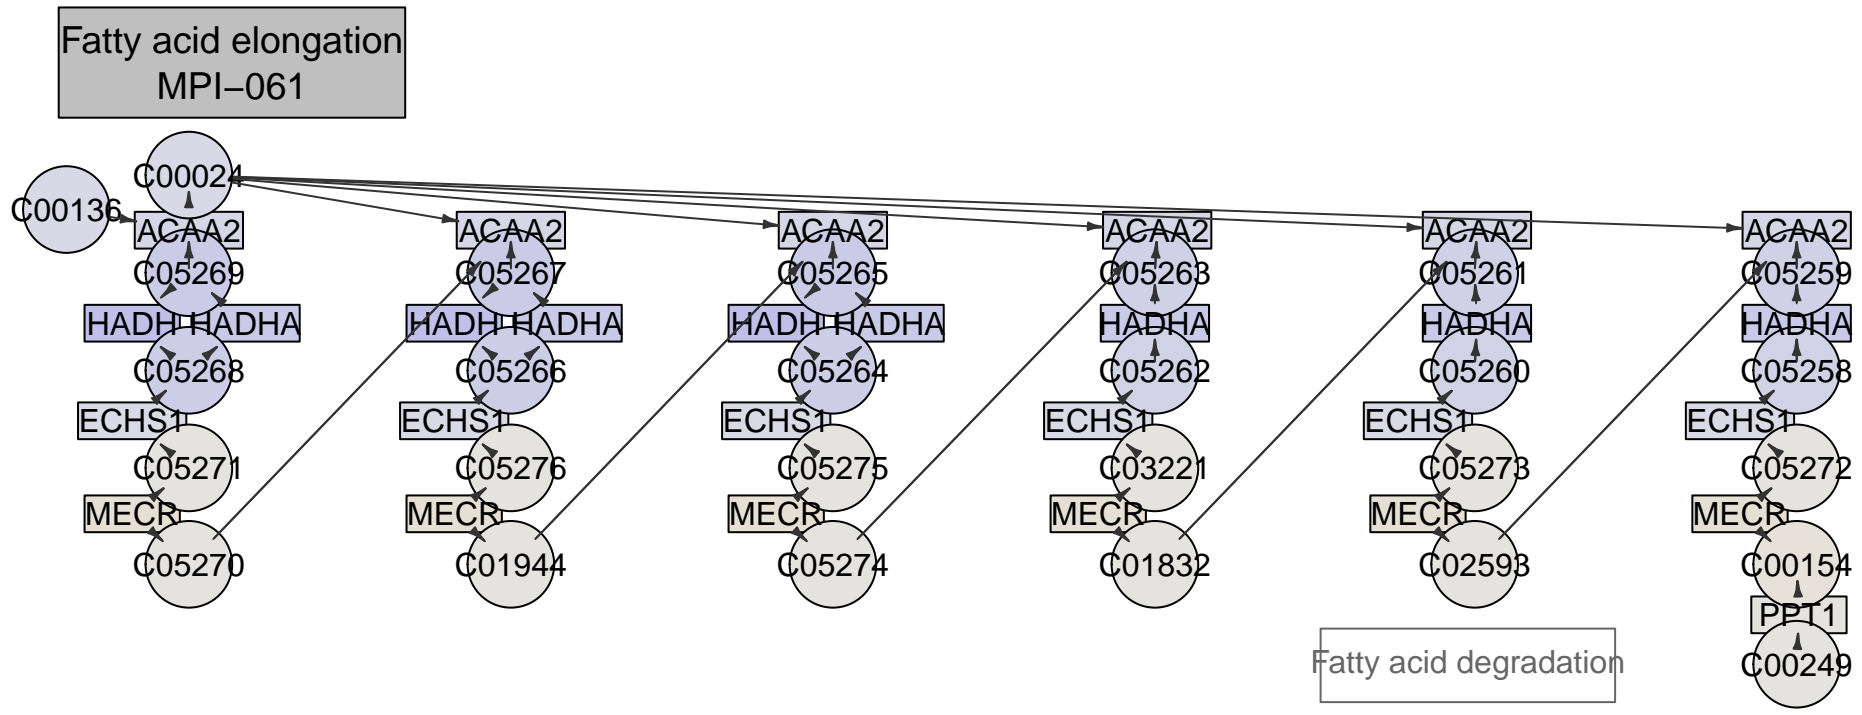 Fatty acid elongation
MPI−061
C00024
C00136
ACAA2 ACAA2 ACAA2 ACAA2 ACAA2 ACAA2
C05269 C05267 C05265 C05263 C05261 C05259
HADH HADHA HADH HADHA HADH HADHA HADHA HADHA HADHA
C05268 C05266 C05264 C05262 C05260 C05258
ECHS1 ECHS1 ECHS1 ECHS1 ECHS1 ECHS1
C05271 C05276 C05275 C03221 C05273 C05272
MECR MECR MECR MECR MECR MECR
C05270 C01944 C05274 C01832 C02593 C00154
PPT1
Fatty acid degradation C00249